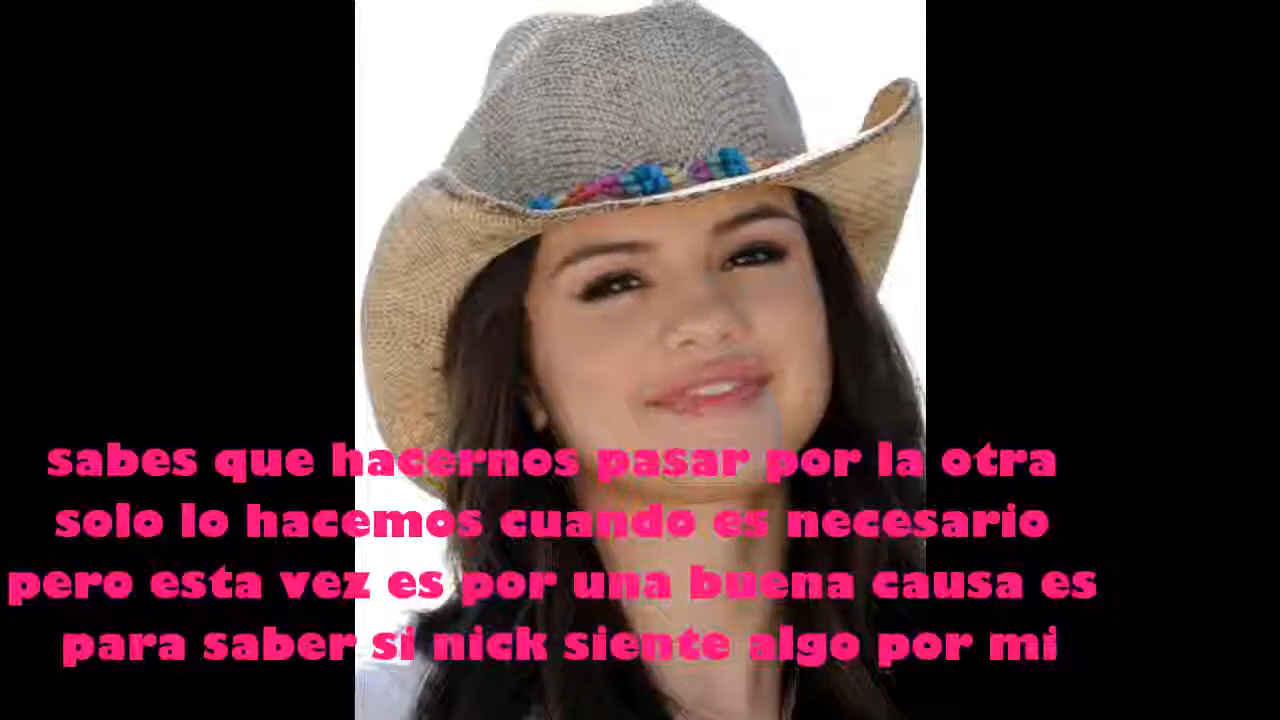 sabes que hacernos pasar por la otra
solo lo hacemos cuando es necesario
pero esta vez es por una buena causa es
para saber si nick siente algo por mi